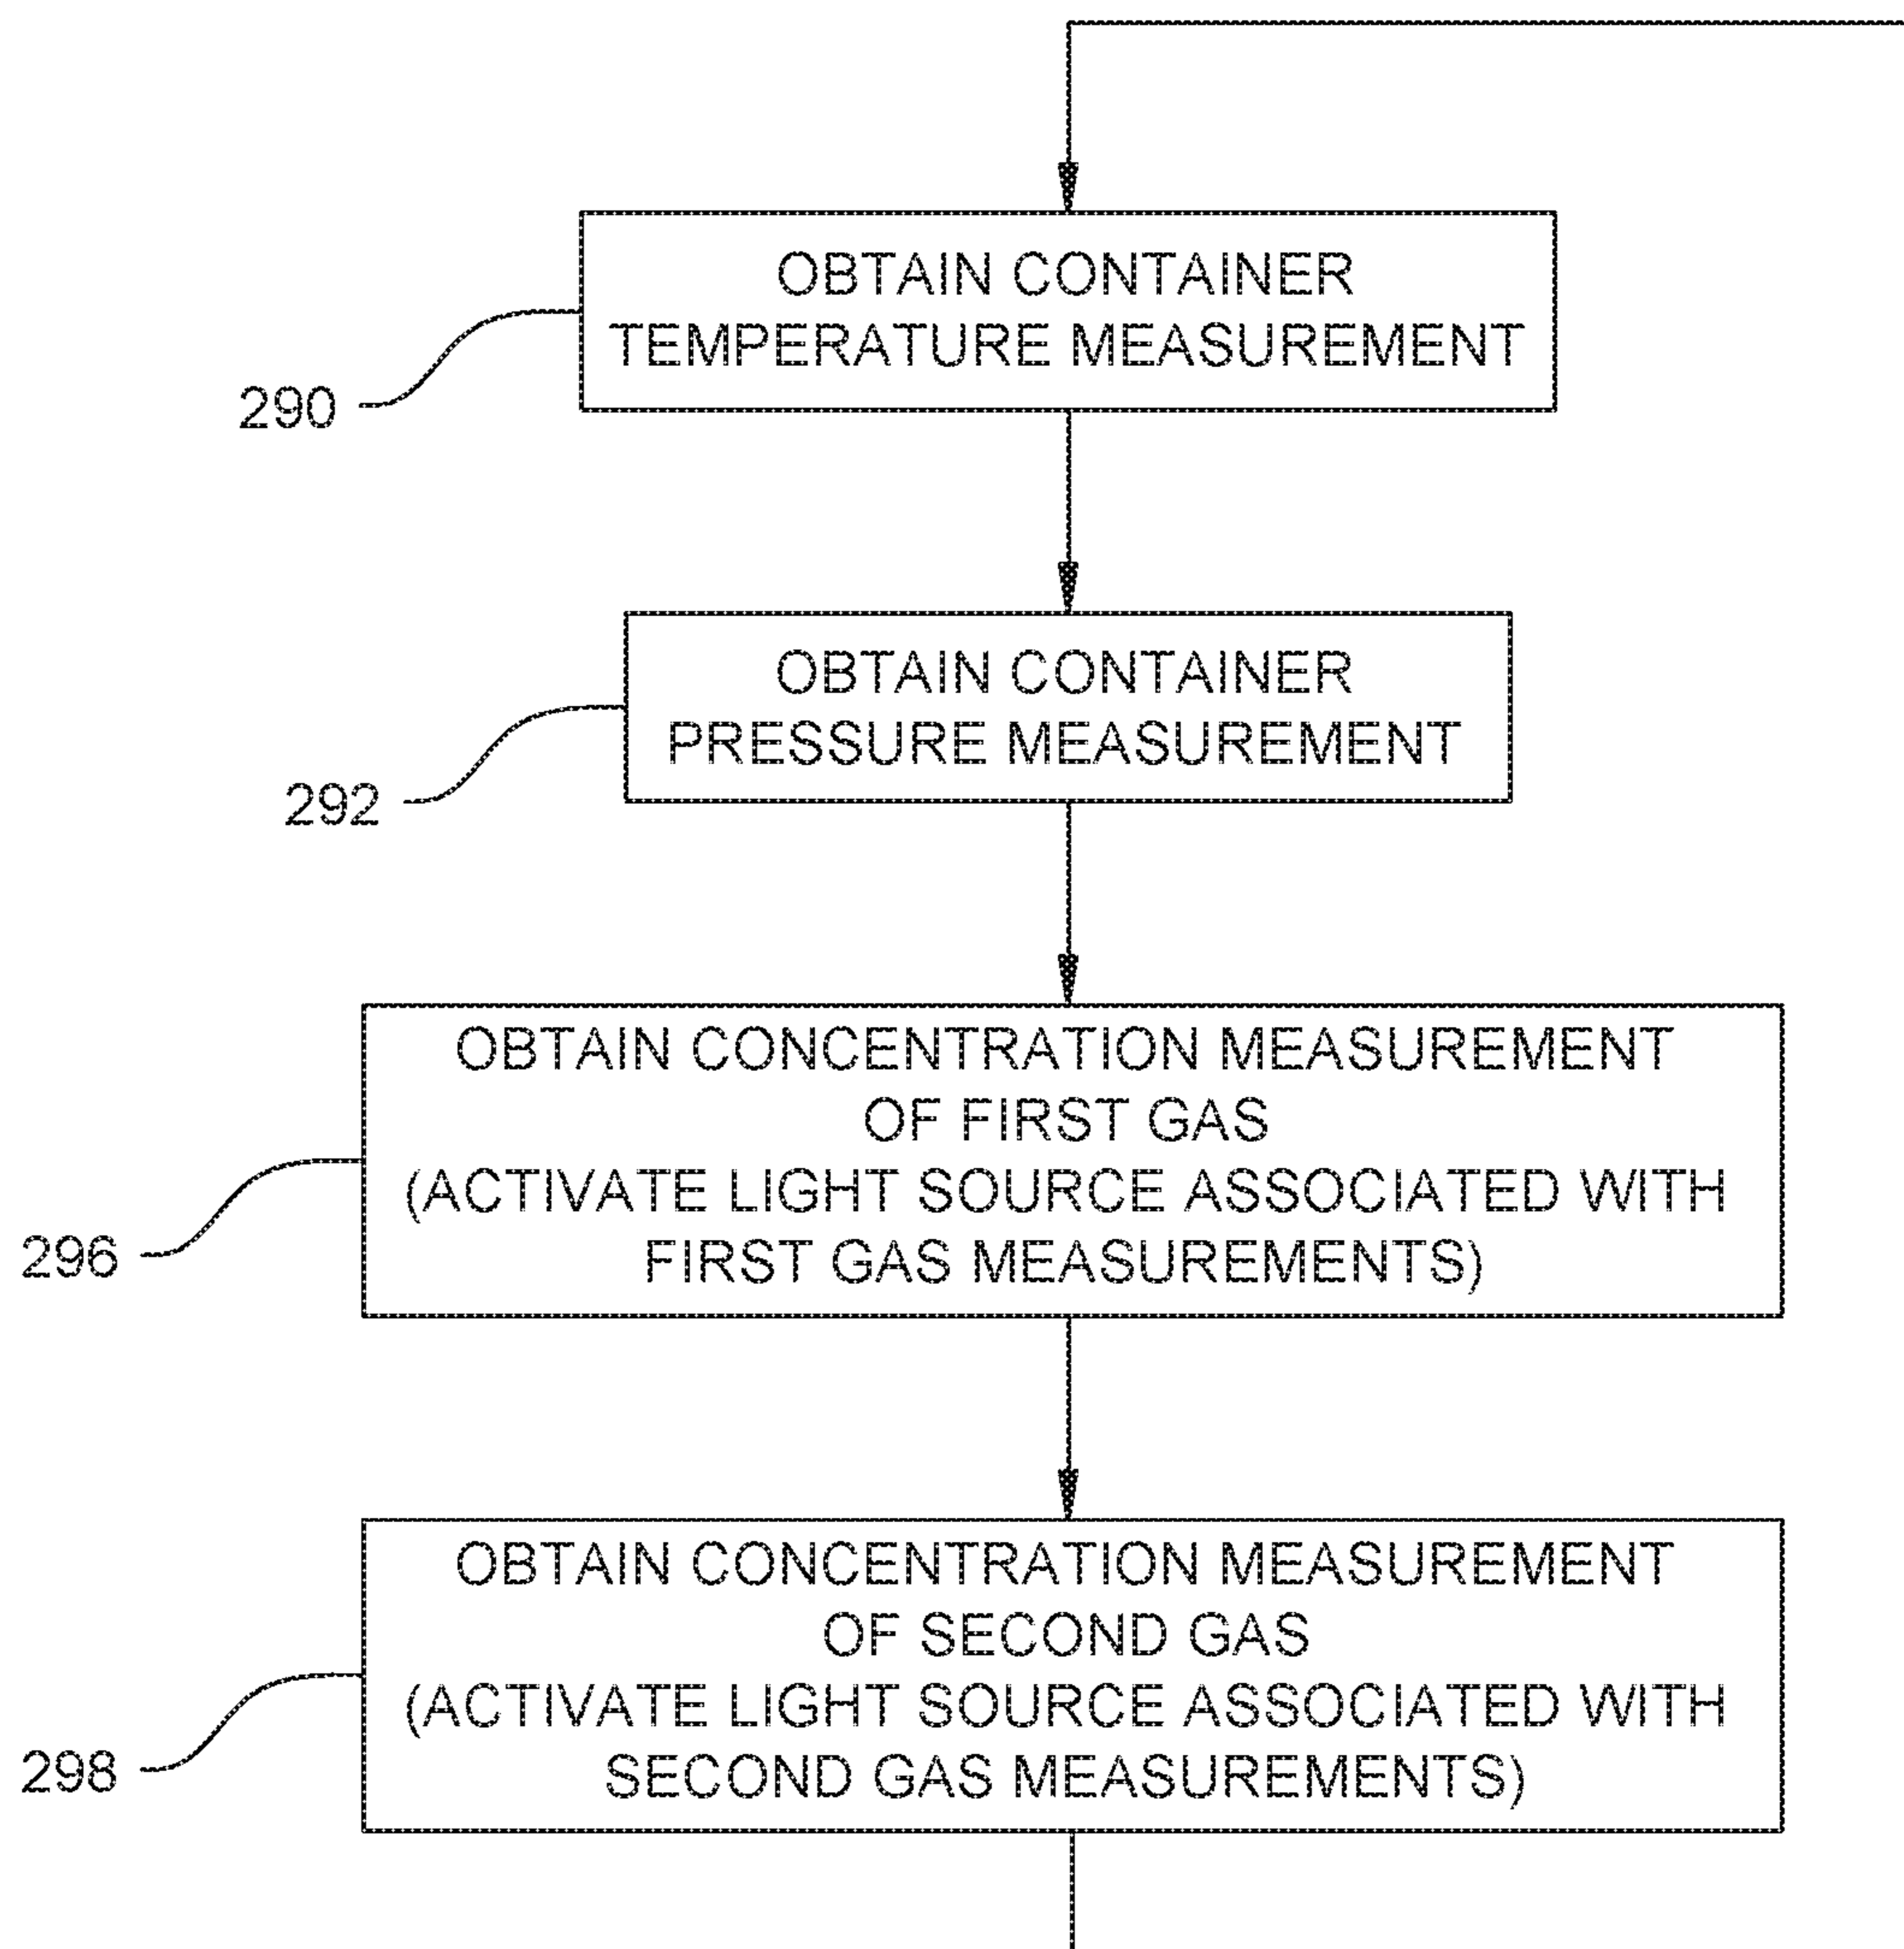 OBTAIN CONTAINER
TEMPERATURE MEASUREMENT
290
OBTAIN CONTAINER
PRESSURE MEASUREMENT
292
OBTAIN CONCENTRATION MEASUREMENT
OF FIRST GAS
(ACTIVATE LIGHT SOURCE ASSOCIATED WITH
FIRST GAS MEASUREMENTS)
296
OBTAIN CONCENTRATION MEASUREMENT
OF SECOND GAS
(ACTIVATE LIGHT SOURCE ASSOCIATED WITH
SECOND GAS MEASUREMENTS)
298